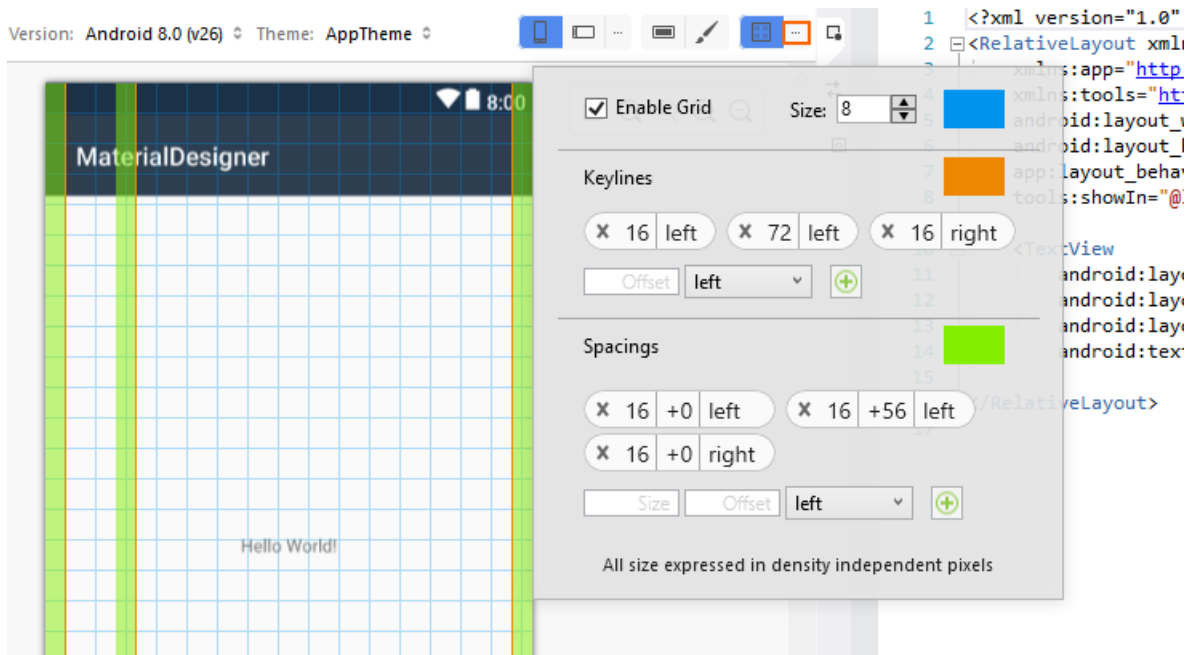 Version: Android 8.0 (v26) Theme: AppTheme
8:00
MaterialDesigner
Hello World!
Enable Grid Size: 8
Keylines
16 left 72 left 16 right
Offset left
Spacings
16 +0 left 16 +56 left
16 +0 right
Size Offset left
All size expressed in density independent pixels
1 <?xml version="1.0"
2 <RelativeLayout xmln
3 xmlns:app="http
4 xmlns:tools="ht
5 android:layout_w
6 android:layout_h
7 app:layout_behav
8 tools:showIn="@l
10 <TextView
11 android:layo
12 android:layo
13 android:layo
14 android:text
15
</RelativeLayout>
17